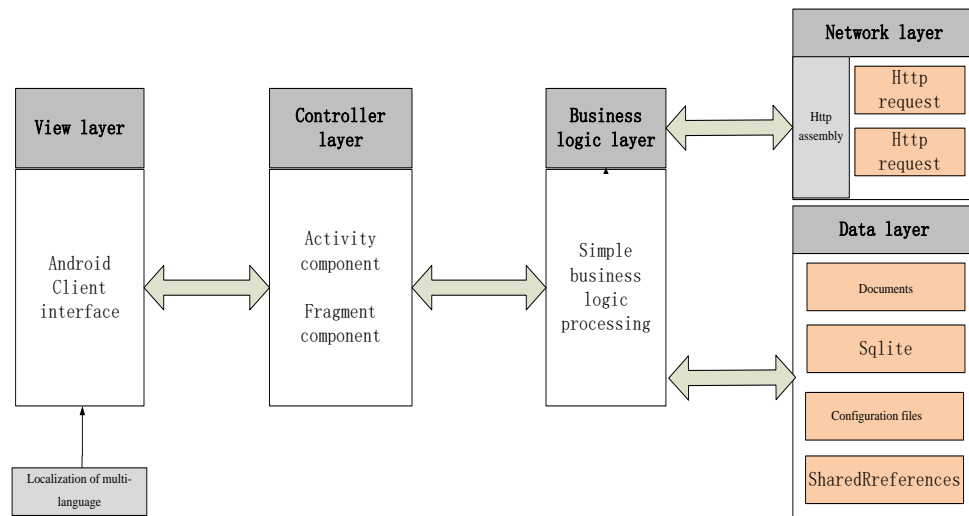 View layer
Android
Client
interface
Localization of multi-
language
Controller
layer
Activity
component
Fragment
component
Business
logic layer
Simple
business
logic
processing
Network layer
Http
assembly
Http
request
Http
request
Data layer
Documents
Sqlite
Configuration files
SharedRreferences